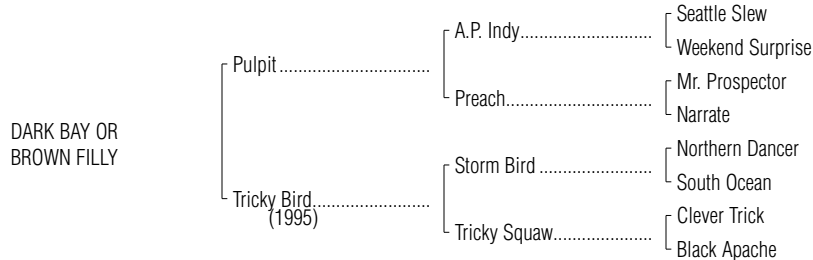 Seattle Slew
A.P. Indy..............................
Weekend Surprise
Pulpit ................................
Mr. Prospector
Preach.................................
Narrate
DARK BAY OR
BROWN FILLY
Northern Dancer
Storm Bird ..........................
South Ocean
Tricky Bird.........................
(1995)
Clever Trick
Tricky Squaw.......................
Black Apache